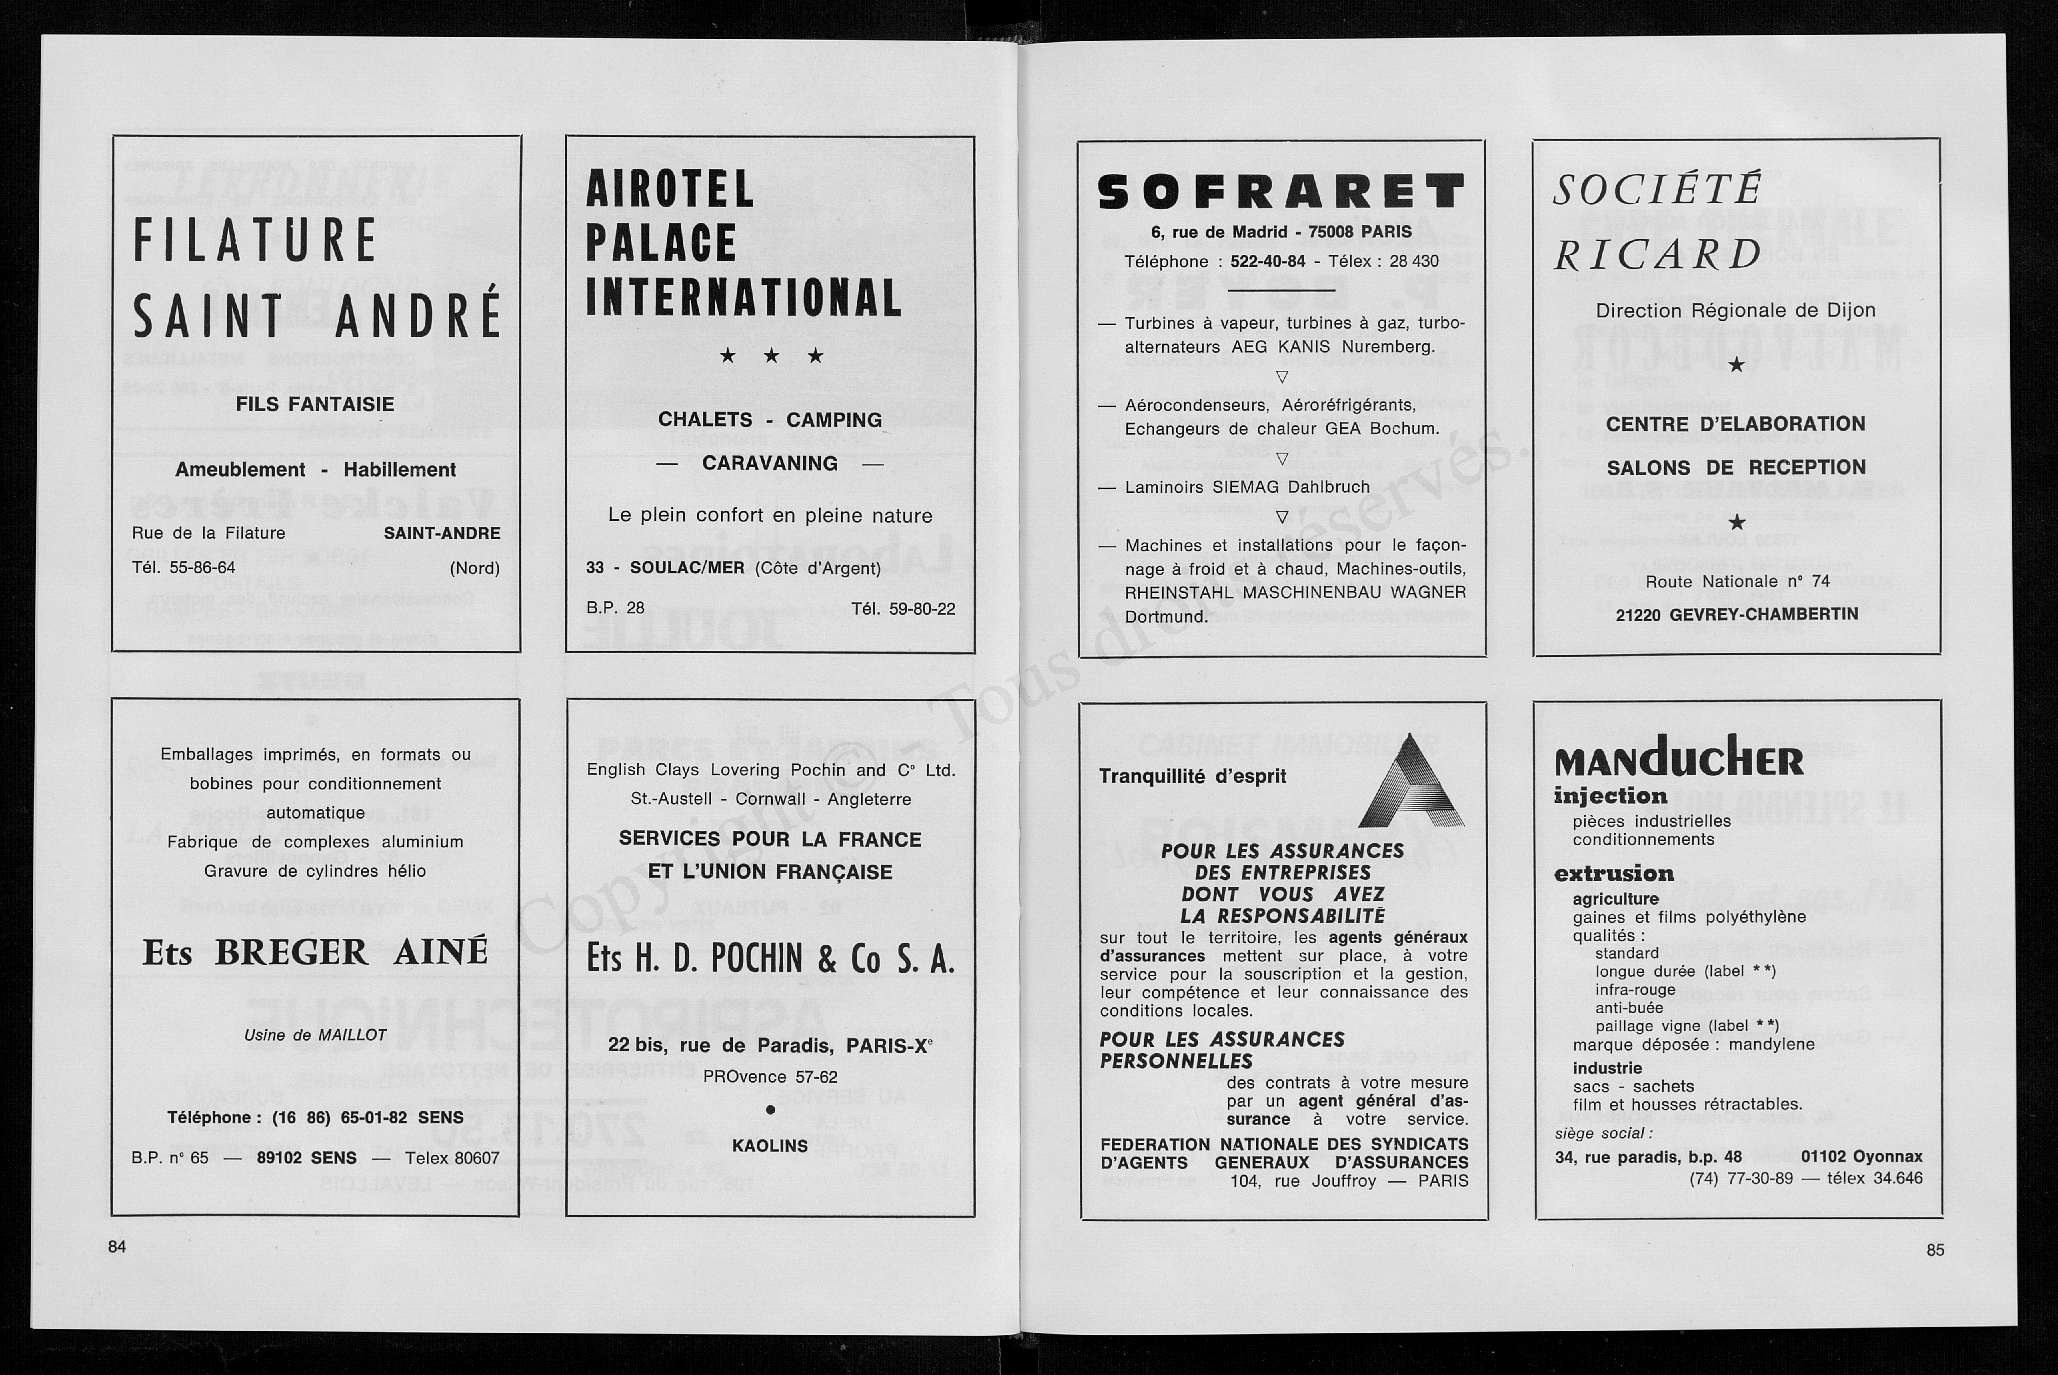 FILATURE
SAINT ANDRÉ
FILS FANTAISIE
Ameublement - Habillement
Rue de la Filature SAINT-ANDRE
Tél. 55-86-64 (Nord)
AIROTEL
PALACE
INTERNATIONAL
★ ★ ★
CHALETS - CAMPING
— CARAVANING —
Le plein confort en pleine nature
33 - SOULAC/MER (Côte d'Argent)
B.P. 28 Tél. 59-80-22
Emballages imprimés, en formats ou
bobines pour conditionnement
automatique
Fabrique de complexes aluminium
Gravure de cylindres hélio
Ets BREGER AINÉ
Usine de MAILLOT
Téléphone : (16 86) 65-01-82 SENS
B.P. n° 65 — 89102 SENS — Telex 80607
English Clays Lovering Pochin and C° Ltd.
St.-Austell - Cornwall - Angleterre
SERVICES POUR LA FRANCE
ET L'UNION FRANÇAISE
Ets H. D. POCHIN & Co S. A.
22 bis, rue de Paradis, PARIS-Xe
PROvence 57-62
●
KAOLINS
84
SOFRARET
6, rue de Madrid - 75008 PARIS
Téléphone : 522-40-84 - Télex : 28 430
— Turbines à vapeur, turbines à gaz, turbo-
alternateurs AEG KANIS Nuremberg.
▽
— Aérocondenseurs, Aéroréfrigérants,
Echangeurs de chaleur GEA Bochum.
▽
— Laminoirs SIEMAG Dahlbruch
▽
— Machines et installations pour le façon-
nage à froid et à chaud, Machines-outils,
RHEINSTAHL MASCHINENBAU WAGNER
Dortmund.
SOCIÉTÉ
RICARD
Direction Régionale de Dijon
★
CENTRE D'ELABORATION
SALONS DE RECEPTION
★
Route Nationale n° 74
21220 GEVREY-CHAMBERTIN
Tranquillité d'esprit
POUR LES ASSURANCES
DES ENTREPRISES
DONT VOUS AVEZ
LA RESPONSABILITÉ
sur tout le territoire, les agents généraux
d'assurances mettent sur place, à votre
service pour la souscription et la gestion,
leur compétence et leur connaissance des
conditions locales.
POUR LES ASSURANCES
PERSONNELLES
des contrats à votre mesure
par un agent général d'as-
surance à votre service.
FEDERATION NATIONALE DES SYNDICATS
D'AGENTS GENERAUX D'ASSURANCES
104, rue Jouffroy — PARIS
MANducHER
injection
pièces industrielles
conditionnements
extrusion
agriculture
gaines et films polyéthylène
qualités :
standard
longue durée (label **)
infra-rouge
anti-buée
paillage vigne (label **)
marque déposée : mandylene
industrie
sacs - sachets
film et housses rétractables.
siège social :
34, rue paradis, b.p. 48 01102 Oyonnax
(74) 77-30-89 — télex 34.646
85
Copyright © - Tous droits réservés.